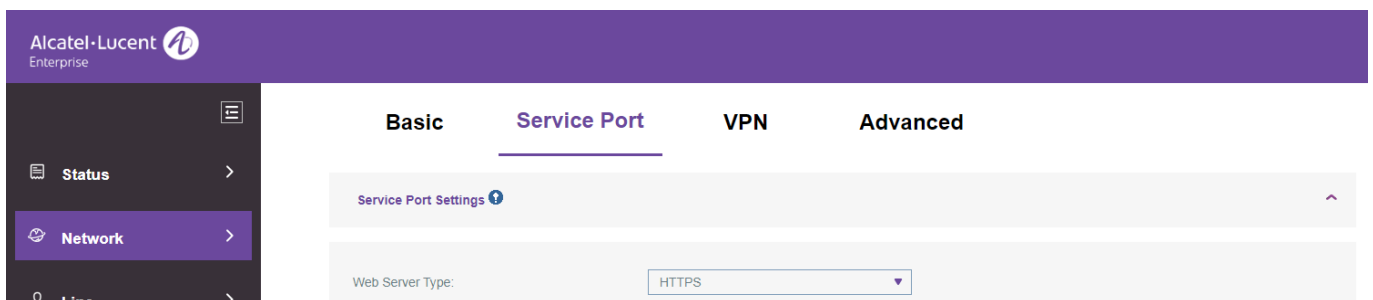 Alcatel·Lucent
Enterprise
Basic Service Port VPN Advanced
Status
Service Port Settings
Network
Web Server Type: HTTPS